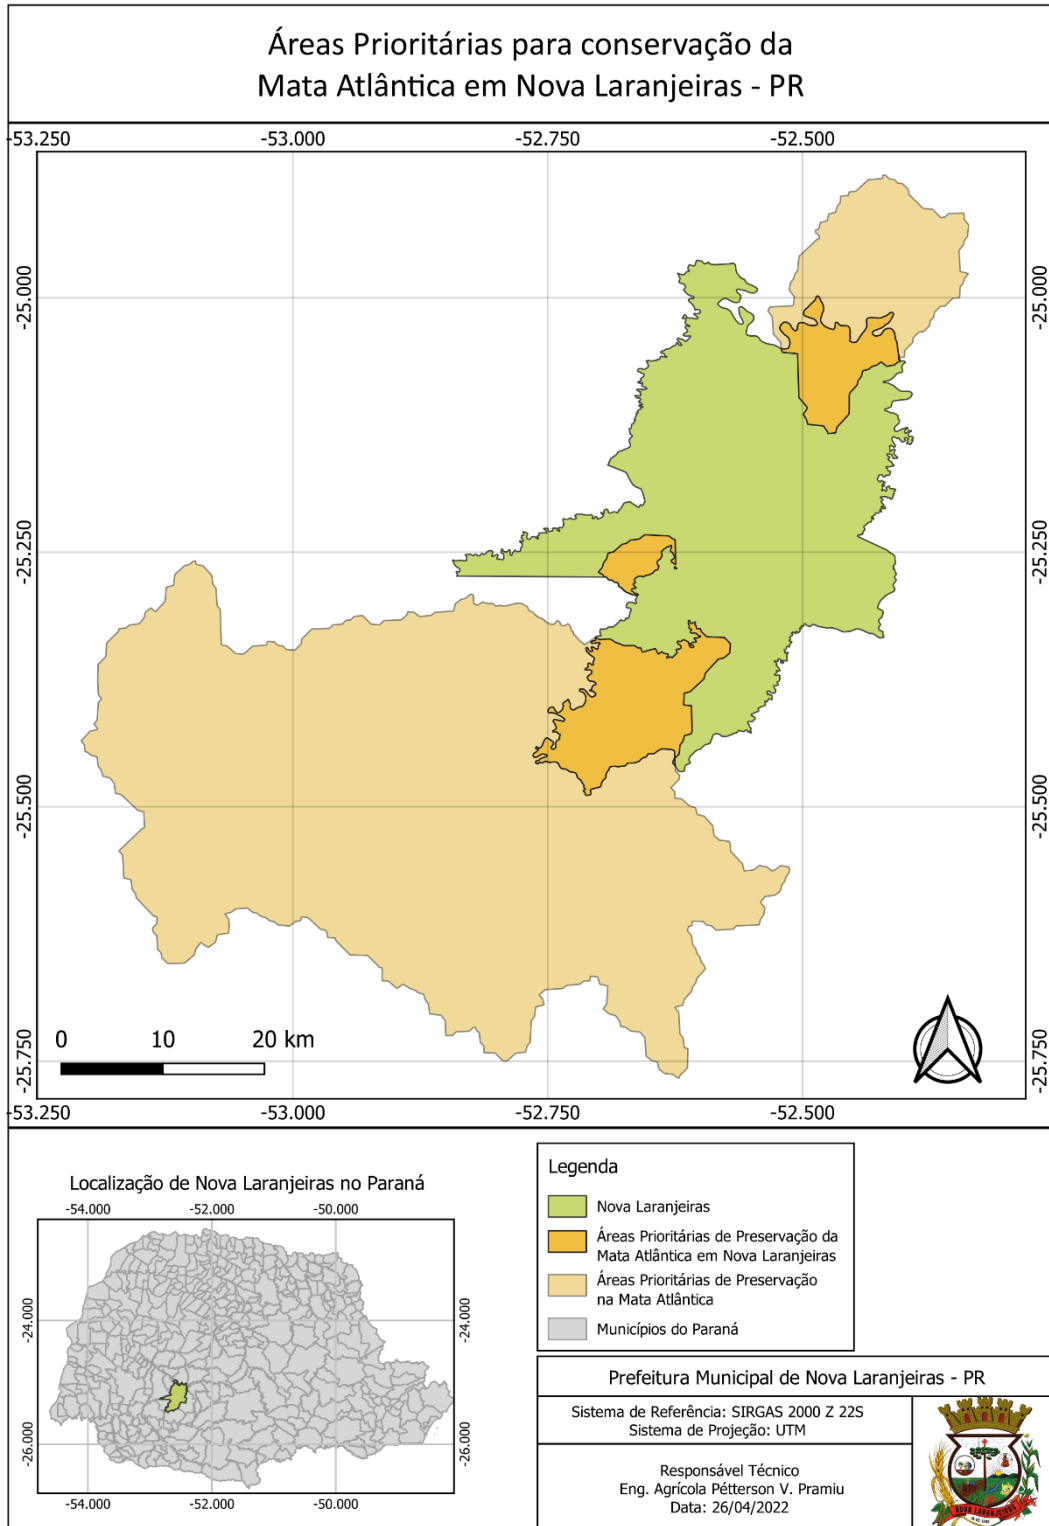 Áreas Prioritárias para conservação da
Mata Atlântica em Nova Laranjeiras - PR
-53.250 -53.000 -52.750 -52.500
-25.000 -25.000
-25.250 -25.250
-25.500 -25.500
-25.750 -25.750
0 10 20 km
-53.250 -53.000 -52.750 -52.500
Localização de Nova Laranjeiras no Paraná
-54.000 -52.000 -50.000
-24.000 -24.000
-26.000 -26.000
-54.000 -52.000 -50.000
Legenda
Nova Laranjeiras
Áreas Prioritárias de Preservação da
Mata Atlântica em Nova Laranjeiras
Áreas Prioritárias de Preservação
na Mata Atlântica
Municípios do Paraná
Prefeitura Municipal de Nova Laranjeiras - PR
Sistema de Referência: SIRGAS 2000 Z 22S
Sistema de Projeção: UTM
Responsável Técnico
Eng. Agrícola Pétterson V. Pramiu
Data: 26/04/2022
NOVA LARANJEIRAS